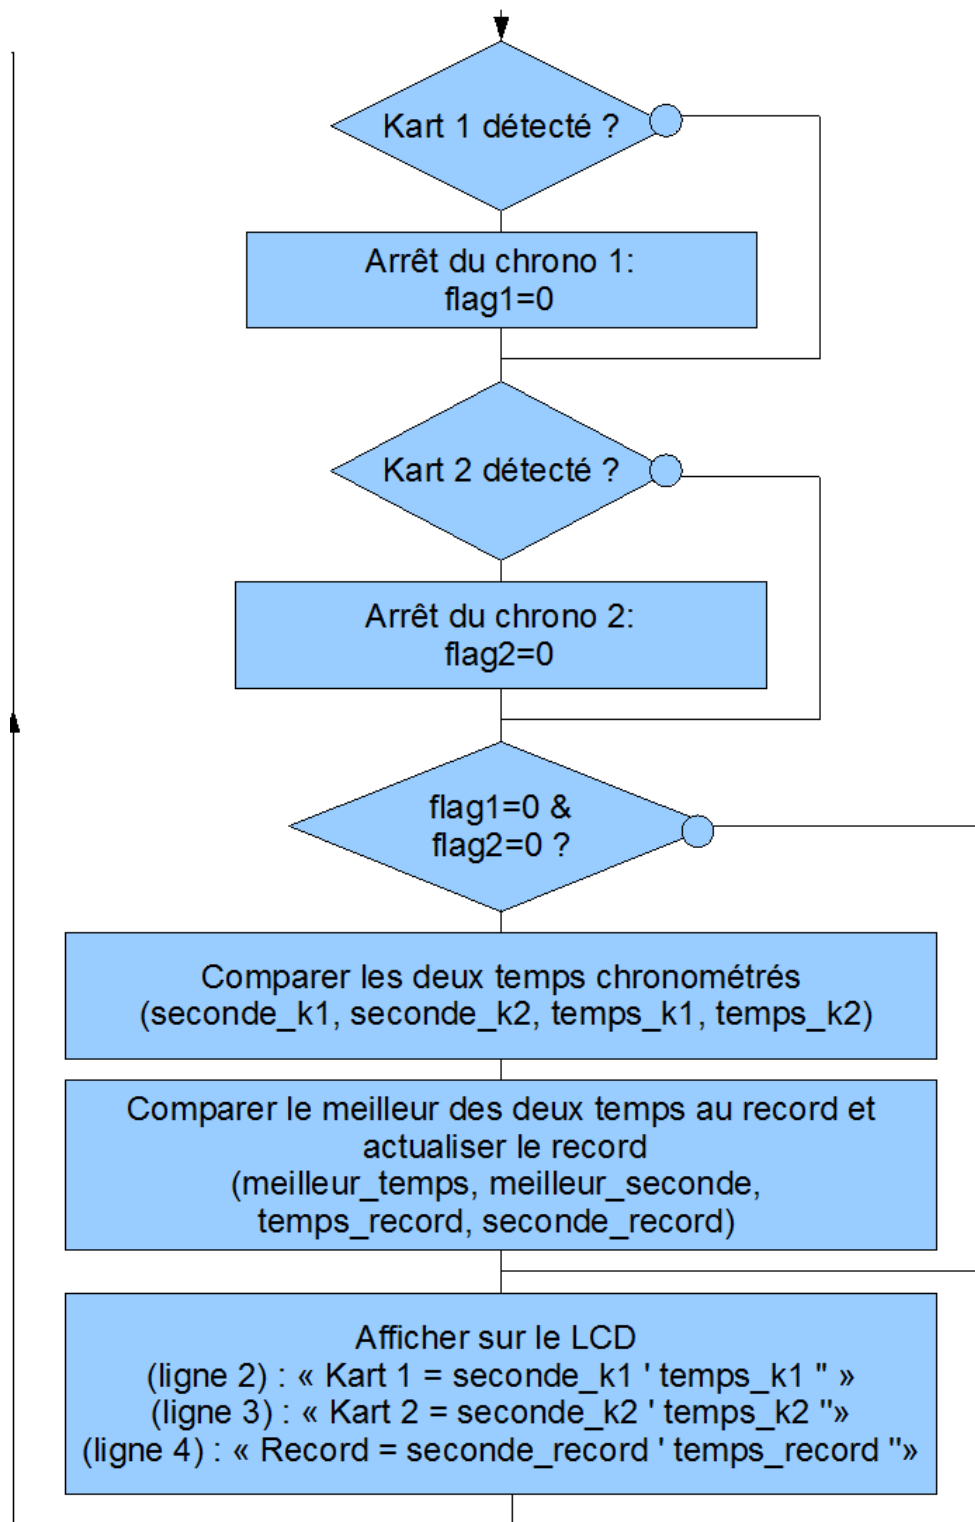 Kart 1 détecté ?
Arrêt du chrono 1:
flag1=0
Kart 2 détecté ?
Arrêt du chrono 2:
flag2=0
flag1=0 &
flag2=0 ?
Comparer les deux temps chronométrés
(seconde_k1, seconde_k2, temps_k1, temps_k2)
Comparer le meilleur des deux temps au record et
actualiser le record
(meilleur_temps, meilleur_seconde,
temps_record, seconde_record)
Afficher sur le LCD
(ligne 2) : « Kart 1 = seconde_k1 ' temps_k1 " »
(ligne 3) : « Kart 2 = seconde_k2 ' temps_k2 "»
(ligne 4) : « Record = seconde_record ' temps_record "»